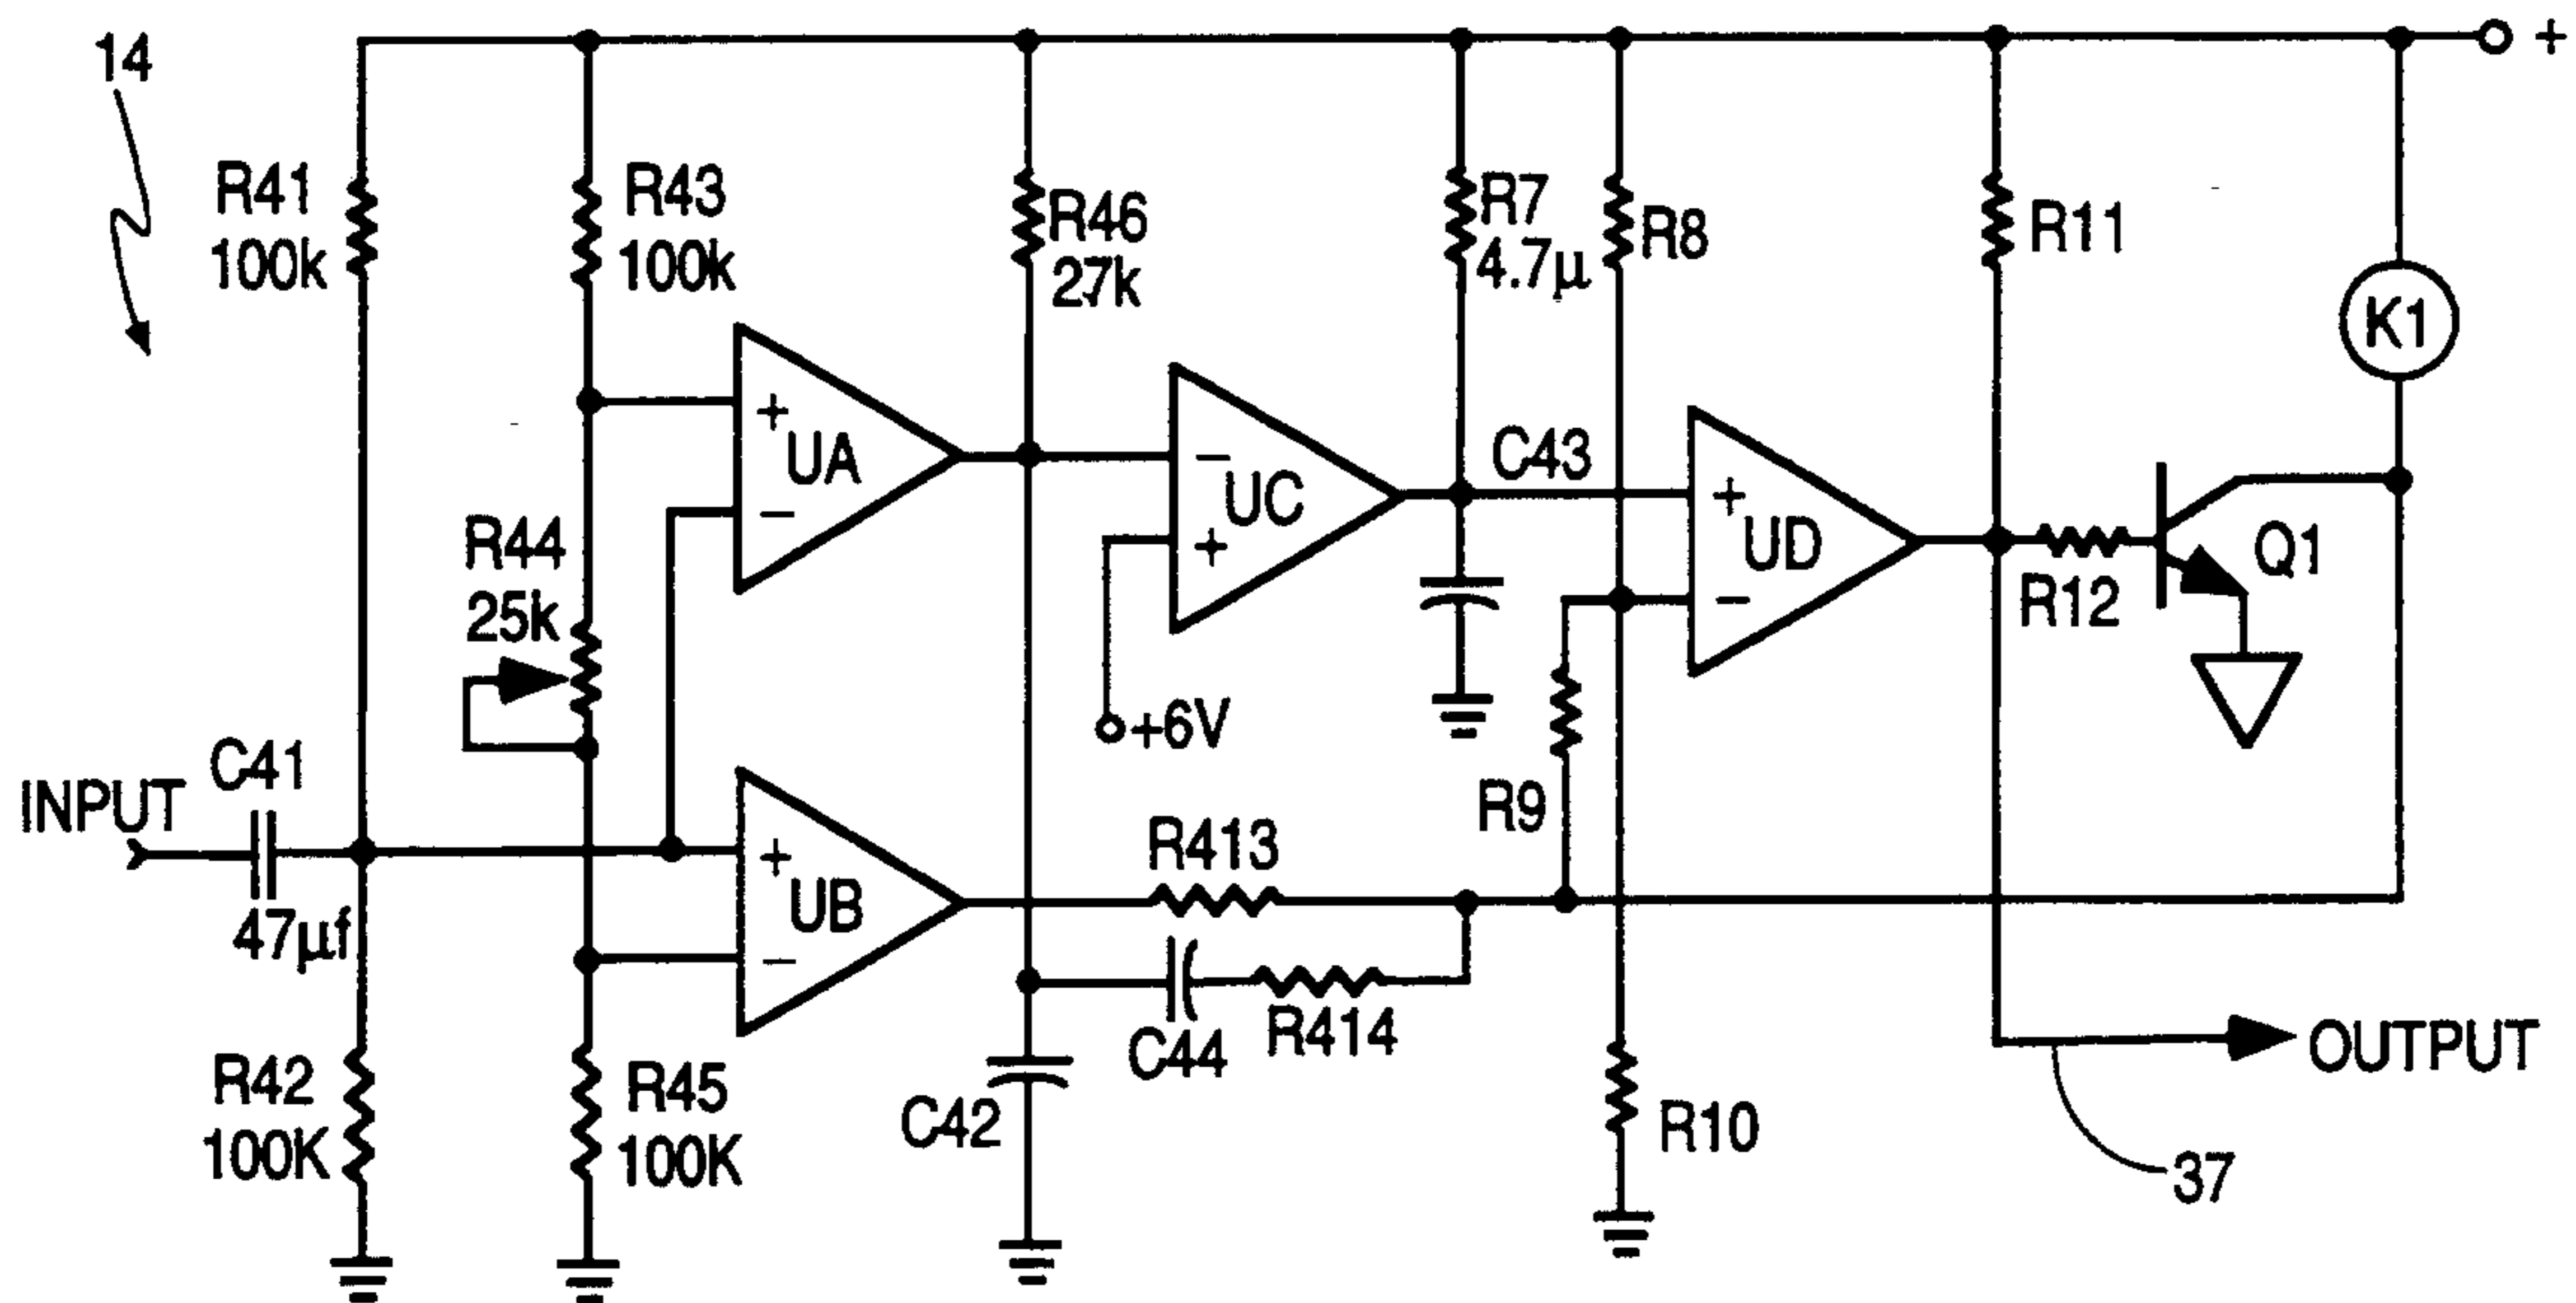 14
+
R41
100k
R43
100k
R46
27k
R7
4.7µ
R8
R11
K1
+
UA
−
−
UC
+
C43
+
UD
−
R12
Q1
R44
25k
+6V
INPUT
C41
47µf
+
UB
−
R413
R9
C44
R414
OUTPUT
R42
100K
R45
100K
C42
R10
37